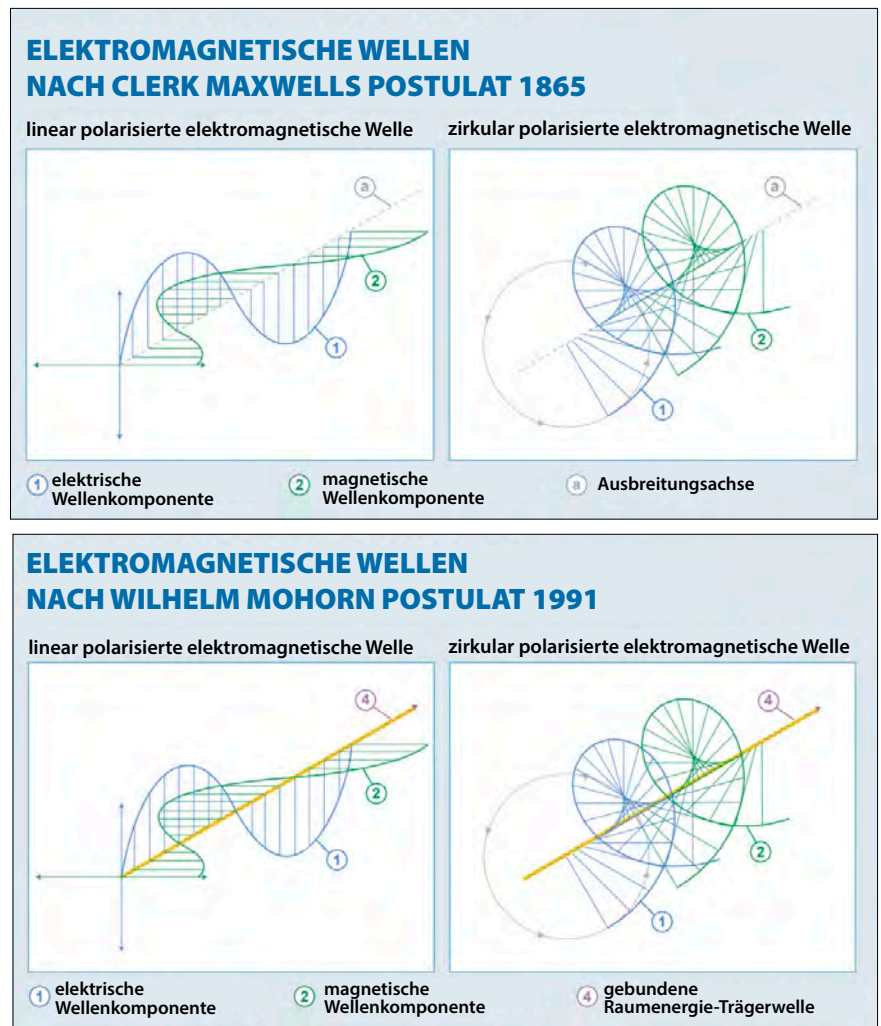 ELEKTROMAGNETISCHE WELLEN
NACH CLERK MAXWELLS POSTULAT 1865
linear polarisierte elektromagnetische Welle
zirkular polarisierte elektromagnetische Welle
a
2
1
a
2
1
1 elektrische
Wellenkomponente
2 magnetische
Wellenkomponente
a Ausbreitungsachse
ELEKTROMAGNETISCHE WELLEN
NACH WILHELM MOHORN POSTULAT 1991
linear polarisierte elektromagnetische Welle
zirkular polarisierte elektromagnetische Welle
4
2
1
4
2
1
1 elektrische
Wellenkomponente
2 magnetische
Wellenkomponente
4 gebundene
Raumenergie-Trägerwelle